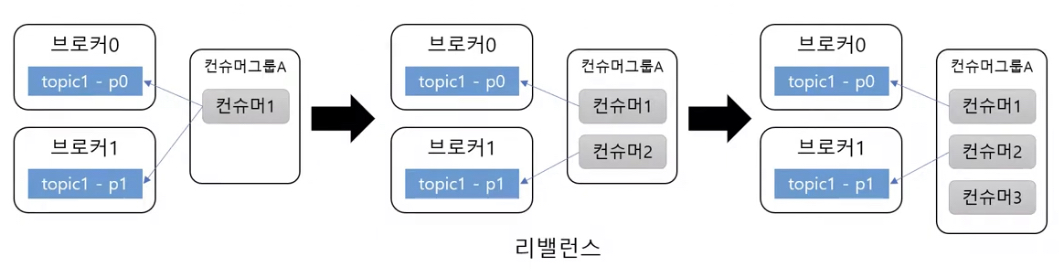 브로커0
topic1 - p0
브로커1
topic1 - p1
컨슈머그룹A
컨슈머1
브로커0
topic1 - p0
브로커1
topic1 - p1
컨슈머그룹A
컨슈머1
컨슈머2
브로커0
topic1 - p0
브로커1
topic1 - p1
컨슈머그룹A
컨슈머1
컨슈머2
컨슈머3
리밸런스